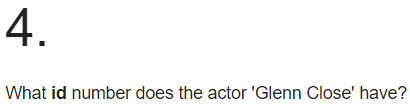 4.
What id number does the actor 'Glenn Close' have?